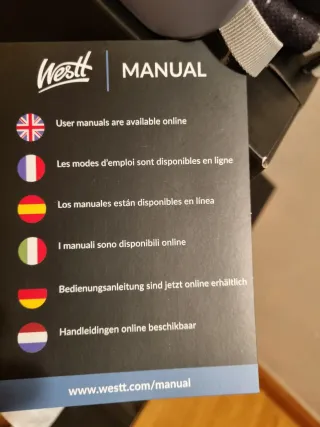 Westt
MANUAL
User manuals are available online
Les modes d'emploi sont disponibles en ligne
Los manuales están disponibles en línea
I manuali sono disponibili online
Bedienungsanleitung sind jetzt online erhältlich
Handleidingen online beschikbaar
www.westt.com/manual